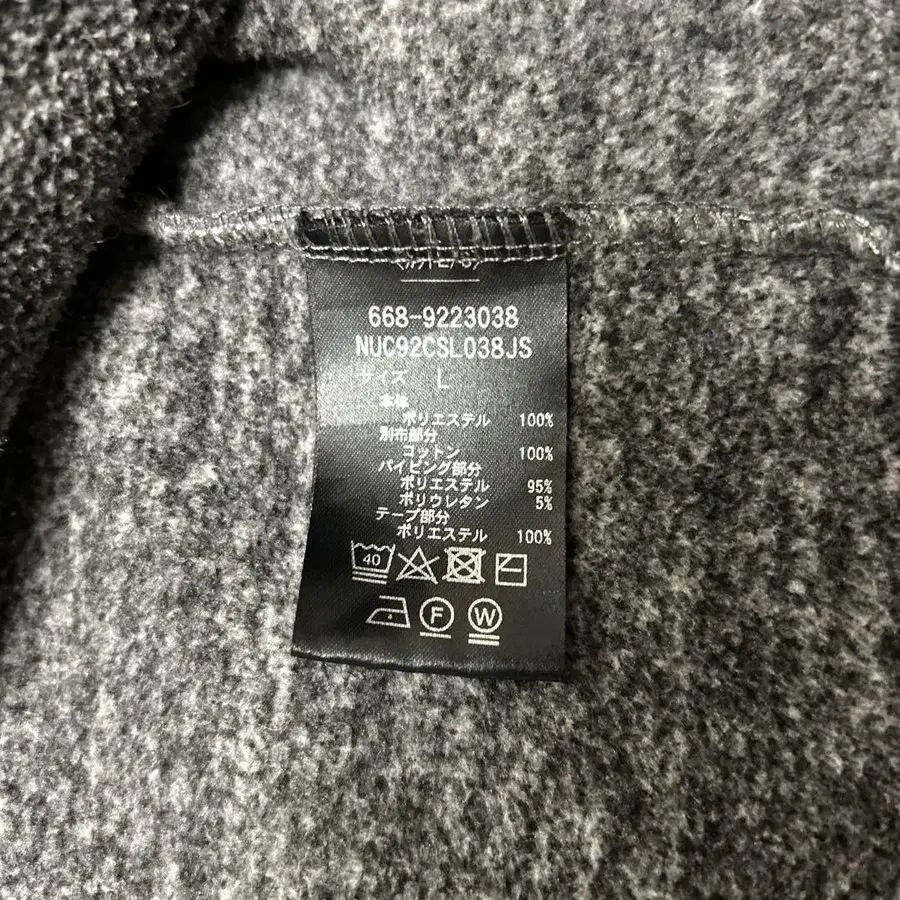 668-9223038
NUC92CSL038JS
サイズ L
本体
ポリエステル 100%
別布部分
コットン 100%
パイピング部分
ポリエステル 95%
ポリウレタン 5%
テープ部分
ポリエステル 100%
40
F
W